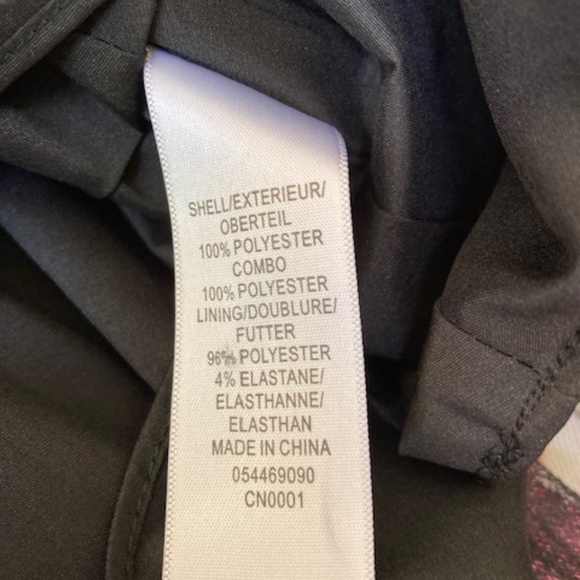 SHELL/EXTERIEUR/
OBERTEIL
100% POLYESTER
COMBO
100% POLYESTER
LINING/DOUBLURE/
FUTTER
96% POLYESTER
4% ELASTANE/
ELASTHANNE/
ELASTHAN
MADE IN CHINA
054469090
CN0001